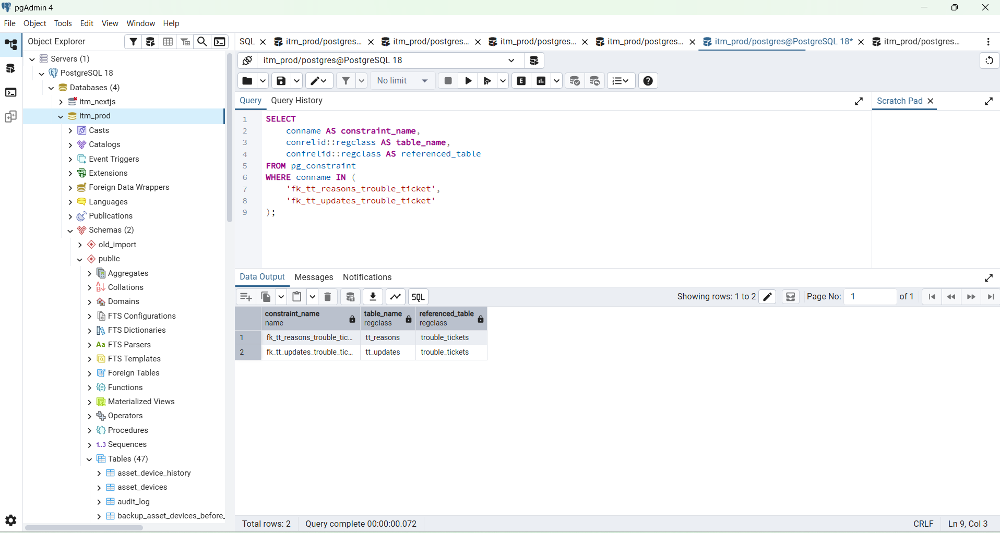 pgAdmin 4
File Object Tools Edit View Window Help
Object Explorer
SQL itm_prod/postgres... itm_prod/postgres... itm_prod/postgres... itm_prod/postgres... itm_prod/postgres@PostgreSQL 18* itm_prod/postgres...
Servers (1)
PostgreSQL 18
Databases (4)
itm_nextjs
itm_prod
Casts
Catalogs
Event Triggers
Extensions
Foreign Data Wrappers
Languages
Publications
Schemas (2)
old_import
public
Aggregates
Collations
Domains
FTS Configurations
FTS Dictionaries
Aa FTS Parsers
FTS Templates
Foreign Tables
Functions
Materialized Views
Operators
Procedures
1..3 Sequences
Tables (47)
asset_device_history
asset_devices
audit_log
backup_asset_devices_before_
itm_prod/postgres@PostgreSQL 18
No limit
E
Query Query History
Scratch Pad
1 SELECT
2 conname AS constraint_name,
3 conrelid::regclass AS table_name,
4 confrelid::regclass AS referenced_table
5 FROM pg_constraint
6 WHERE conname IN (
7 'fk_tt_reasons_trouble_ticket',
8 'fk_tt_updates_trouble_ticket'
9 );
Data Output Messages Notifications
SQL
Showing rows: 1 to 2
Page No: 1 of 1
constraint_name table_name referenced_table
name regclass regclass
1 fk_tt_reasons_trouble_tic... tt_reasons trouble_tickets
2 fk_tt_updates_trouble_tic... tt_updates trouble_tickets
Total rows: 2 Query complete 00:00:00.072 CRLF Ln 9, Col 3